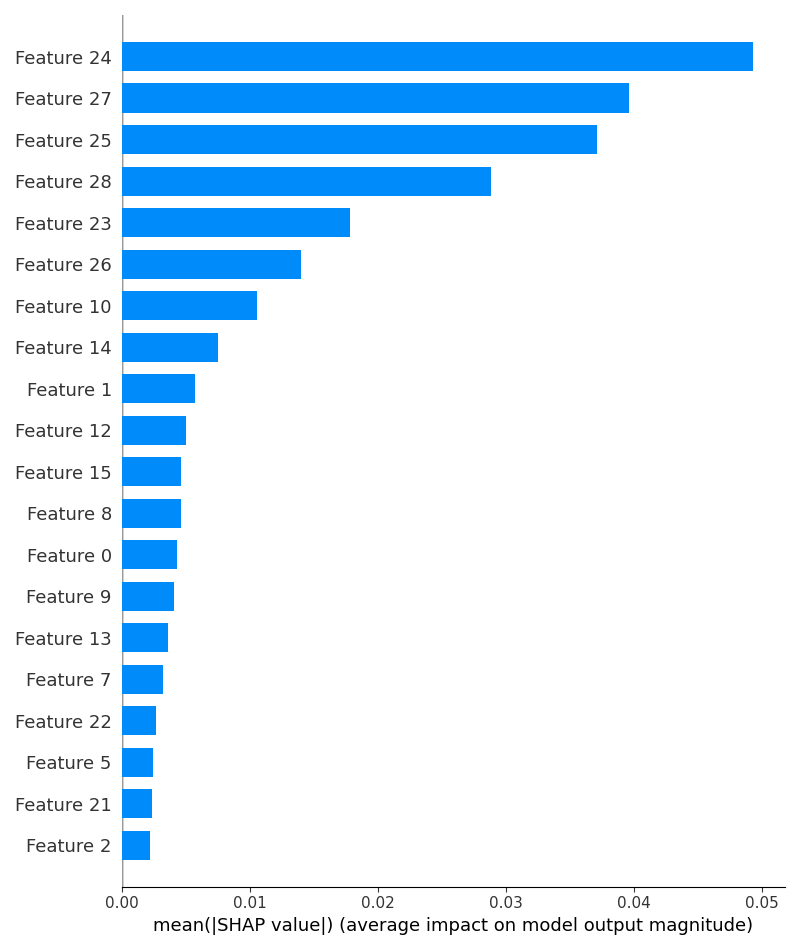 Feature 24
Feature 27
Feature 25
Feature 28
Feature 23
Feature 26
Feature 10
Feature 14
Feature 1
Feature 12
Feature 15
Feature 8
Feature 0
Feature 9
Feature 13
Feature 7
Feature 22
Feature 5
Feature 21
Feature 2
0.00 0.01 0.02 0.03 0.04 0.05
mean(|SHAP value|) (average impact on model output magnitude)